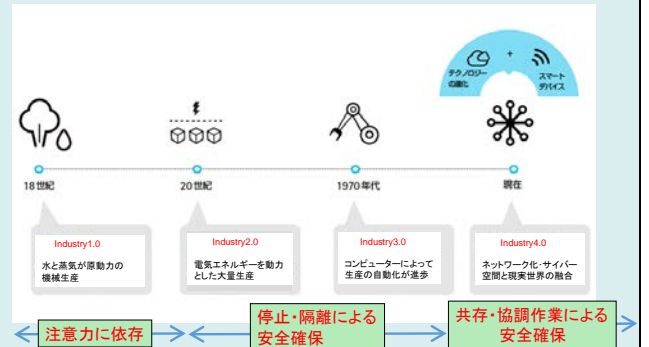 テクノロジー
の進化
+
スマート
デバイス
18世紀
20世紀
1970年代
現在
Industry1.0
水と蒸気が原動力の
機械生産
Industry2.0
電気エネルギーを動力
とした大量生産
Industry3.0
コンピューターによって
生産の自動化が進歩
Industry4.0
ネットワーク化・サイバー
空間と現実世界の融合
注意力に依存
停止・隔離による
安全確保
共存・協調作業による
安全確保